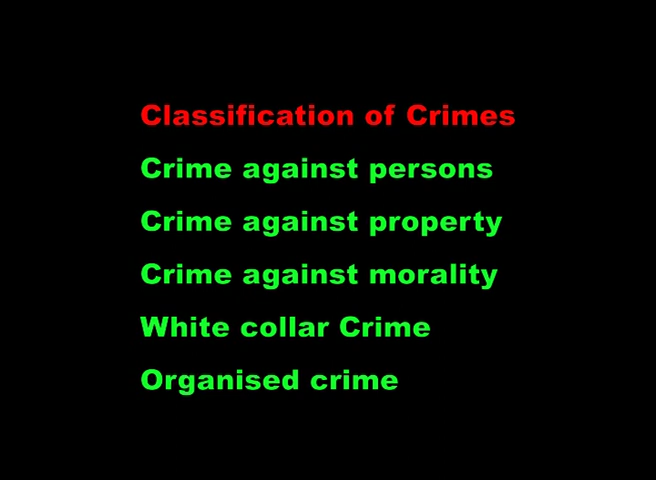 Classification of Crimes
Crime against persons
Crime against property
Crime against morality
White collar Crime
Organised crime